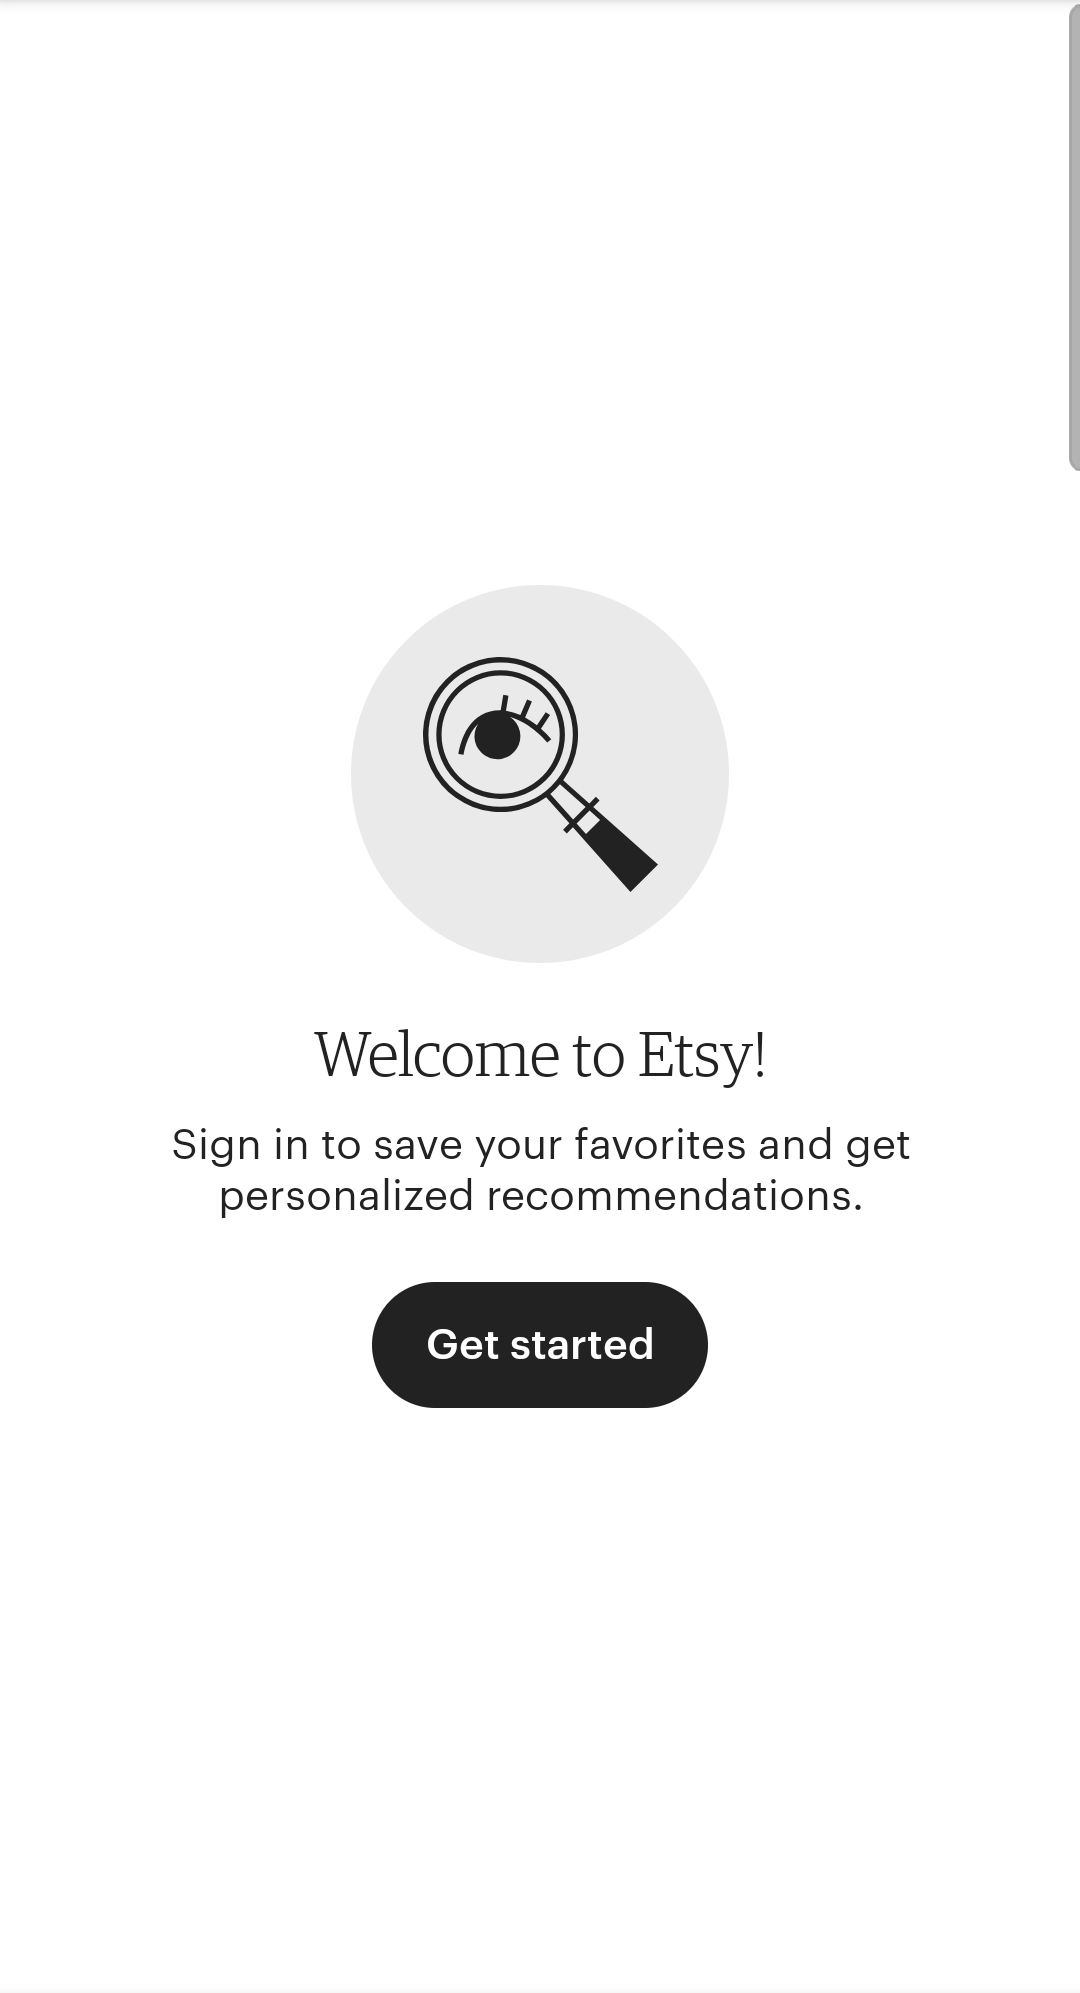 Welcome to Etsy!
Sign in to save your favorites and get
personalized recommendations.
Get started